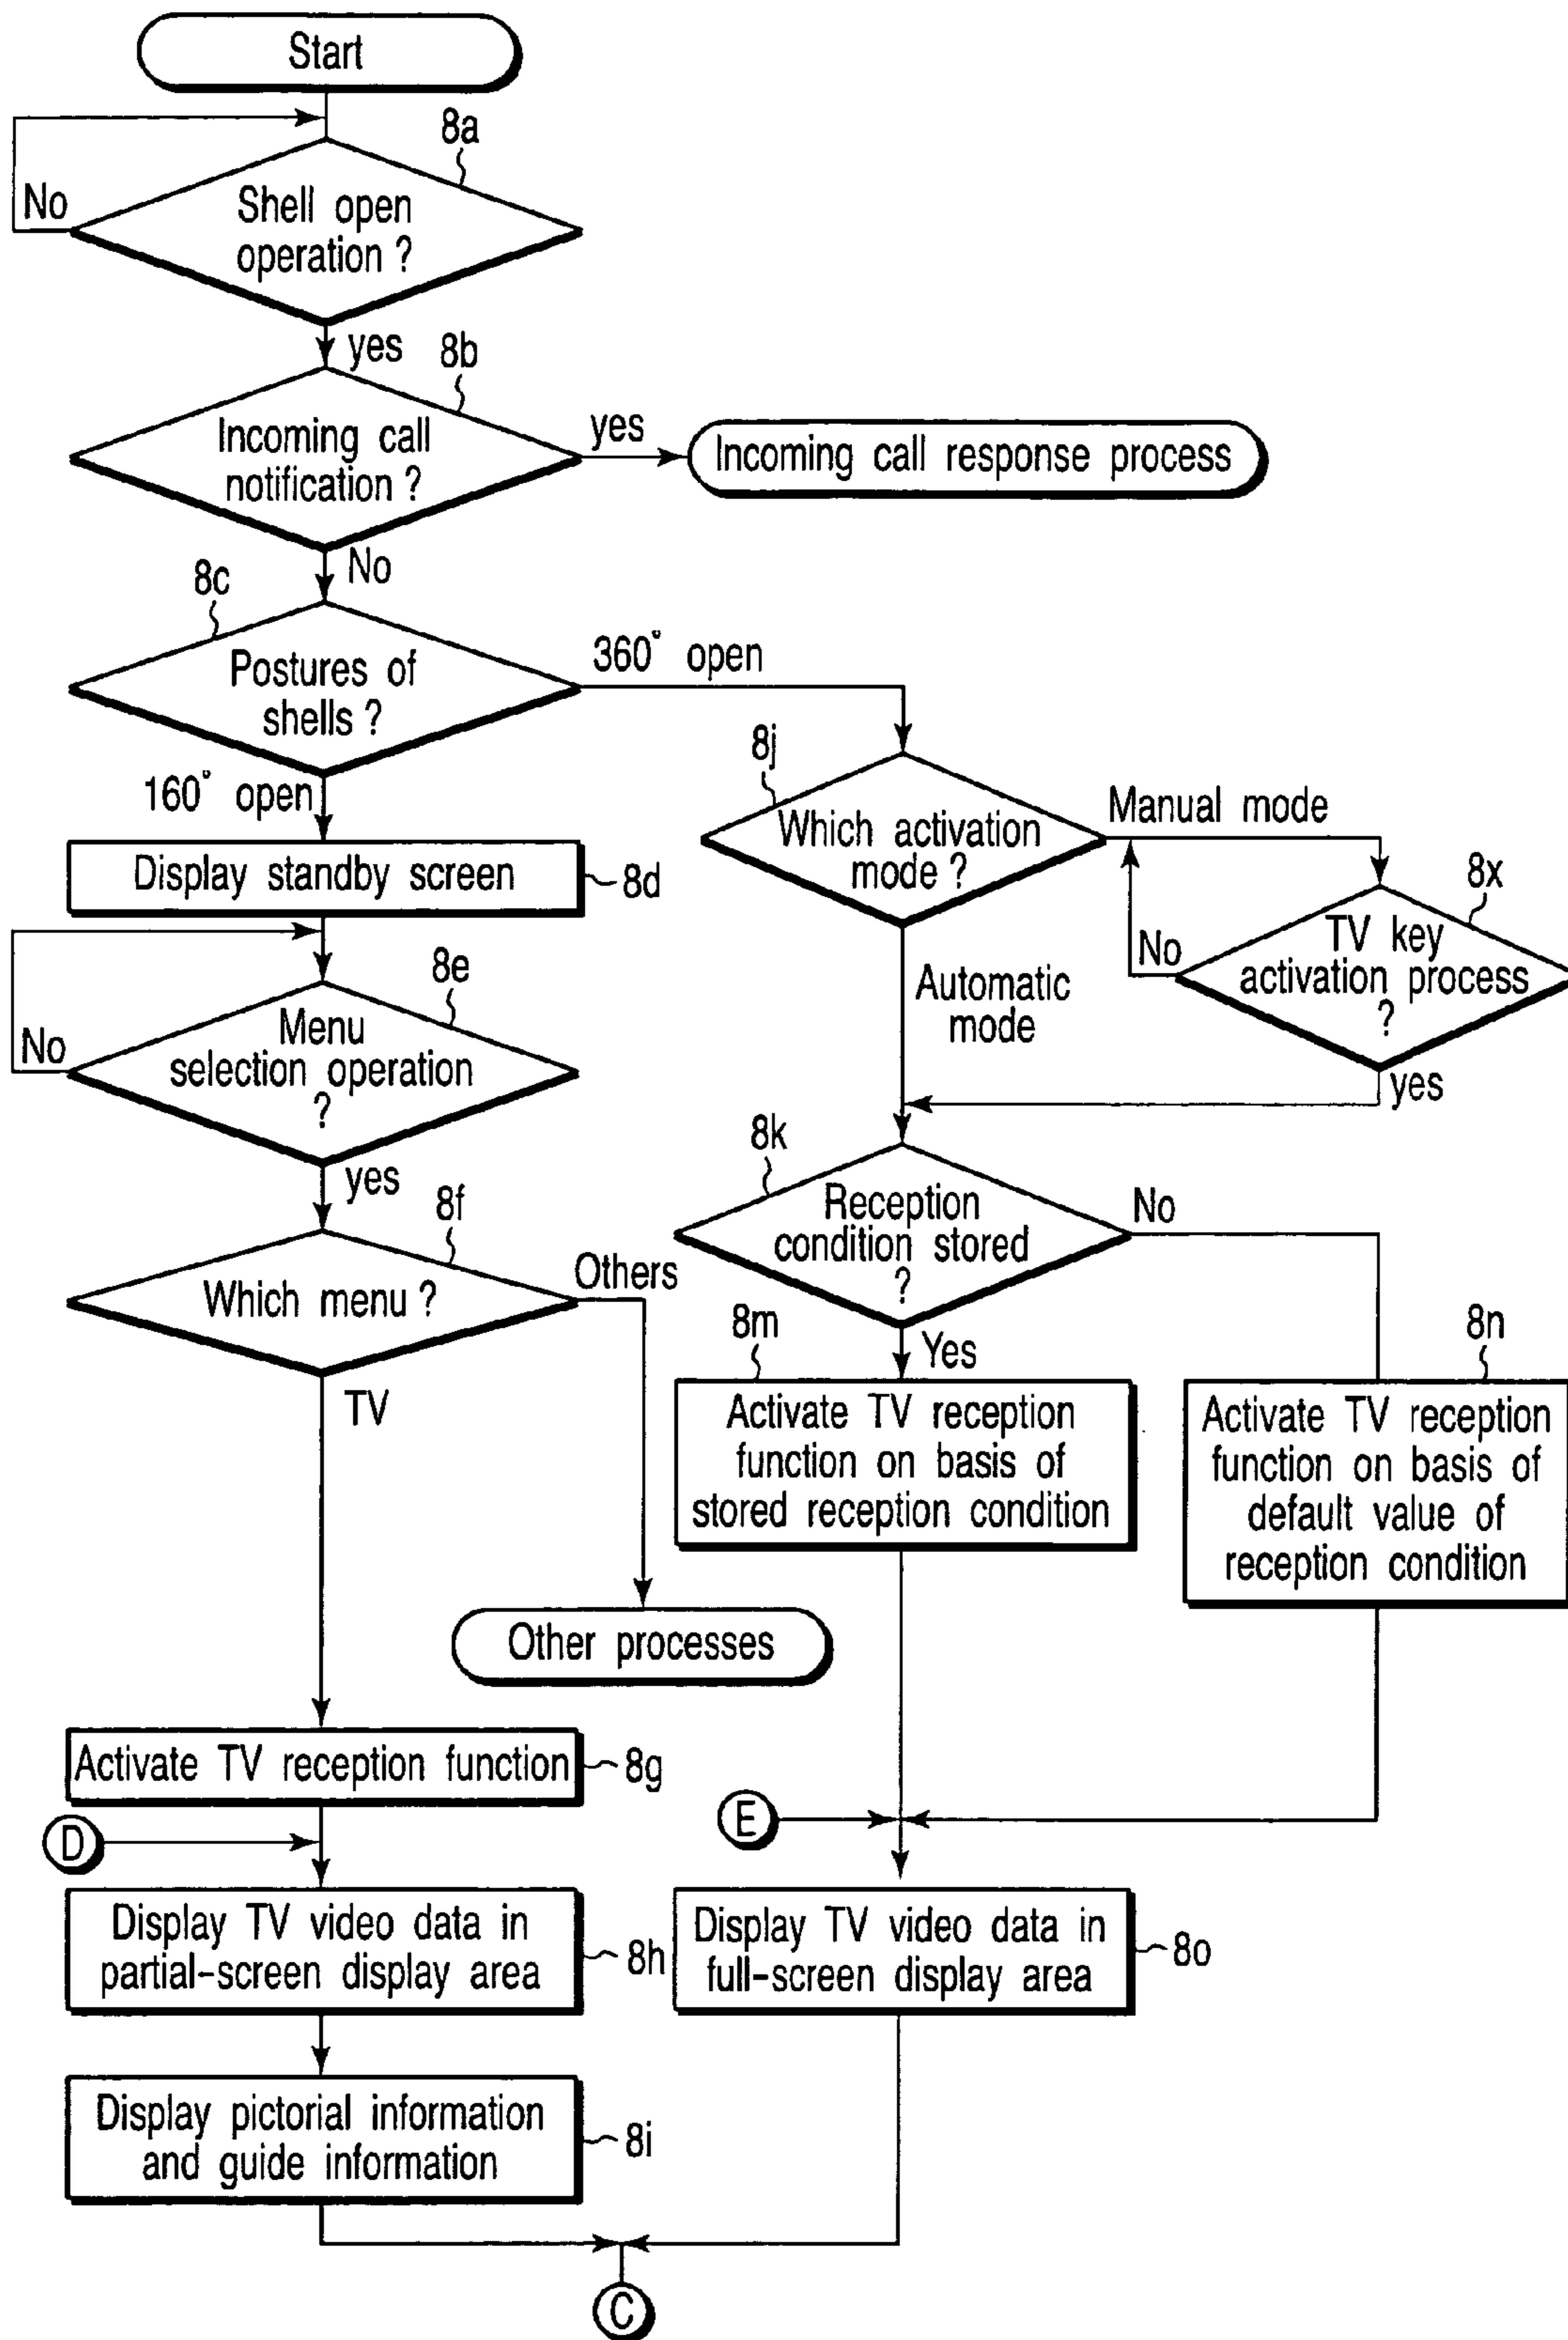 Start
8a
No
Shell open
operation ?
yes
8b
Incoming call
notification ?
yes
Incoming call response process
No
8c
Postures of
shells ?
360° open
160° open
8j
Which activation
mode ?
Manual mode
Display standby screen
8d
8x
TV key
activation process
?
No
yes
Automatic
mode
8e
Menu
selection operation
?
No
yes
8k
Reception
condition stored
?
No
8f
Which menu ?
Others
TV
8m
Yes
8n
Activate TV reception
function on basis of
stored reception condition
Activate TV reception
function on basis of
default value of
reception condition
Other processes
Activate TV reception function
8g
D
E
Display TV video data in
partial-screen display area
8h
Display TV video data in
full-screen display area
8o
Display pictorial information
and guide information
8i
C